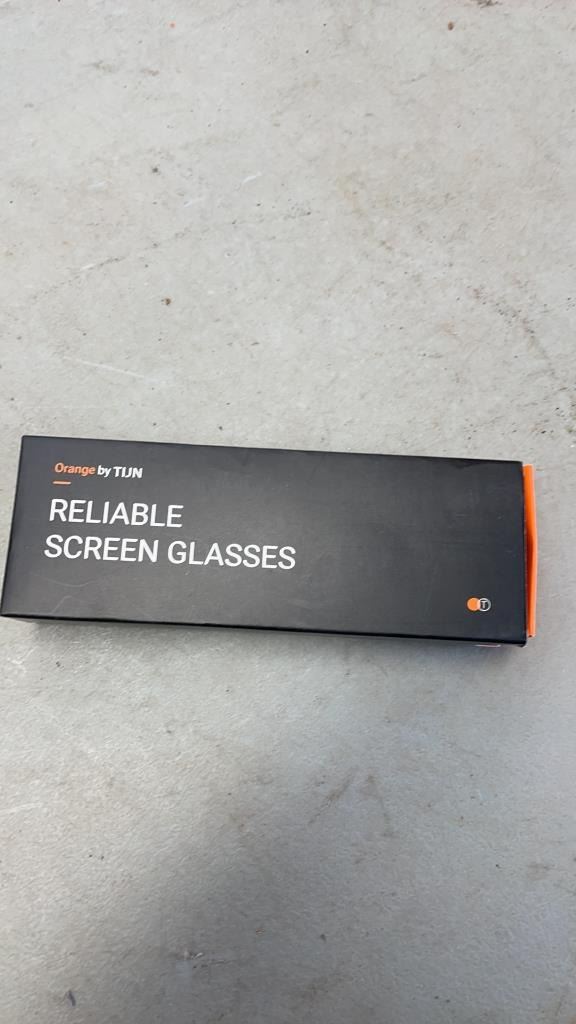 Orange by TIJN
RELIABLE
SCREEN GLASSES
T